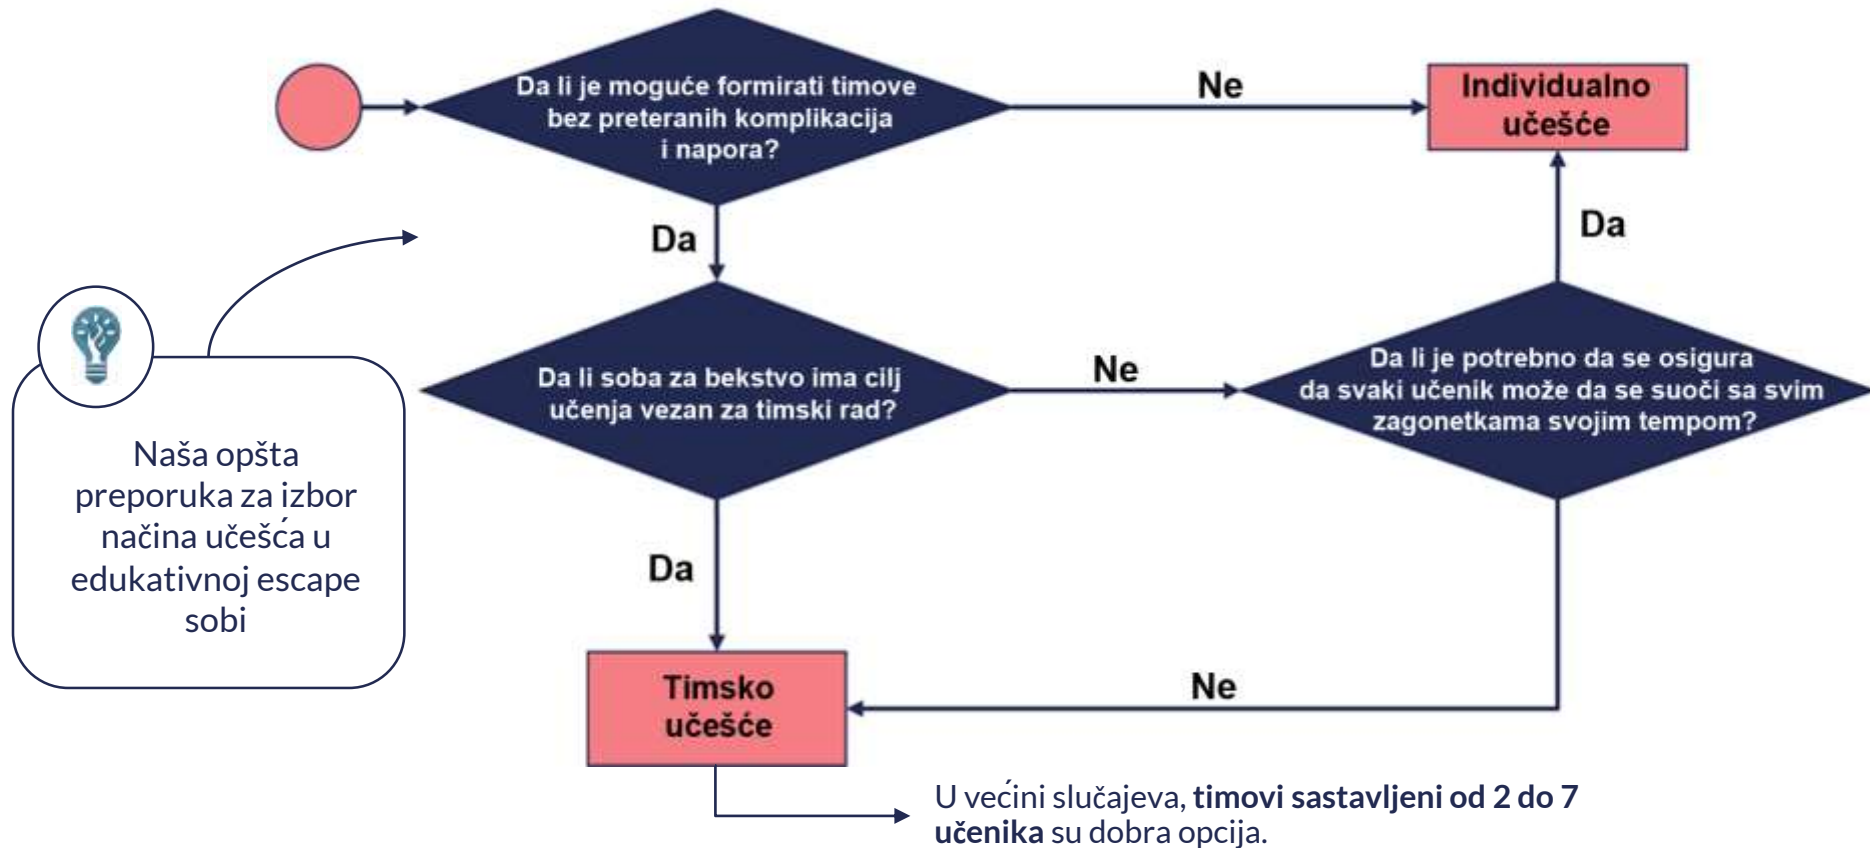 Da li je moguće formirati timove
bez preteranih komplikacija
i napora?
Ne
Individualno
učešće
Da
Da
Da li soba za bekstvo ima cilj
učenja vezan za timski rad?
Ne
Da li je potrebno da se osigura
da svaki učenik može da se suoči sa svim
zagonetkama svojim tempom?
Naša opšta
preporuka za izbor
načina učešća u
edukativnoj escape
sobi
Da
Timsko
učešće
Ne
U većini slučajeva, timovi sastavljeni od 2 do 7
učenika su dobra opcija.